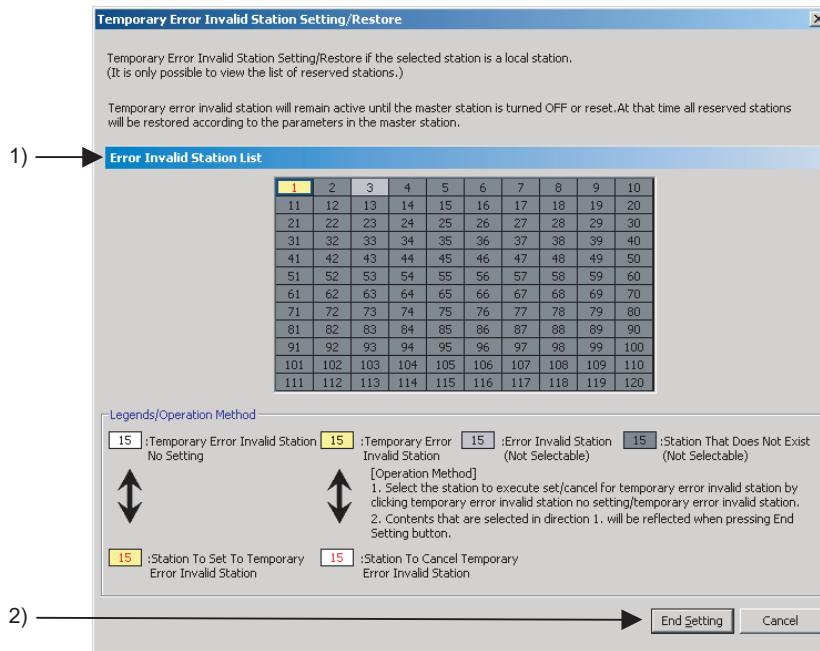 Temporary Error Invalid Station Setting/Restore
Temporary Error Invalid Station Setting/Restore if the selected station is a local station.
(It is only possible to view the list of reserved stations.)
Temporary error invalid station will remain active until the master station is turned OFF or reset.At that time all reserved stations
will be restored according to the parameters in the master station.
1)
Error Invalid Station List
1 2 3 4 5 6 7 8 9 10
11 12 13 14 15 16 17 18 19 20
21 22 23 24 25 26 27 28 29 30
31 32 33 34 35 36 37 38 39 40
41 42 43 44 45 46 47 48 49 50
51 52 53 54 55 56 57 58 59 60
61 62 63 64 65 66 67 68 69 70
71 72 73 74 75 76 77 78 79 80
81 82 83 84 85 86 87 88 89 90
91 92 93 94 95 96 97 98 99 100
101 102 103 104 105 106 107 108 109 110
111 112 113 114 115 116 117 118 119 120
Legends/Operation Method
15 :Temporary Error Invalid Station
No Setting
15 :Temporary Error
Invalid Station
15 :Error Invalid Station
(Not Selectable)
15 :Station That Does Not Exist
(Not Selectable)
[Operation Method]
1. Select the station to execute set/cancel for temporary error invalid station by
clicking temporary error invalid station no setting/temporary error invalid station.
2. Contents that are selected in direction 1. will be reflected when pressing End
Setting button.
15 :Station To Set To Temporary
Error Invalid Station
15 :Station To Cancel Temporary
Error Invalid Station
2)
End Setting
Cancel